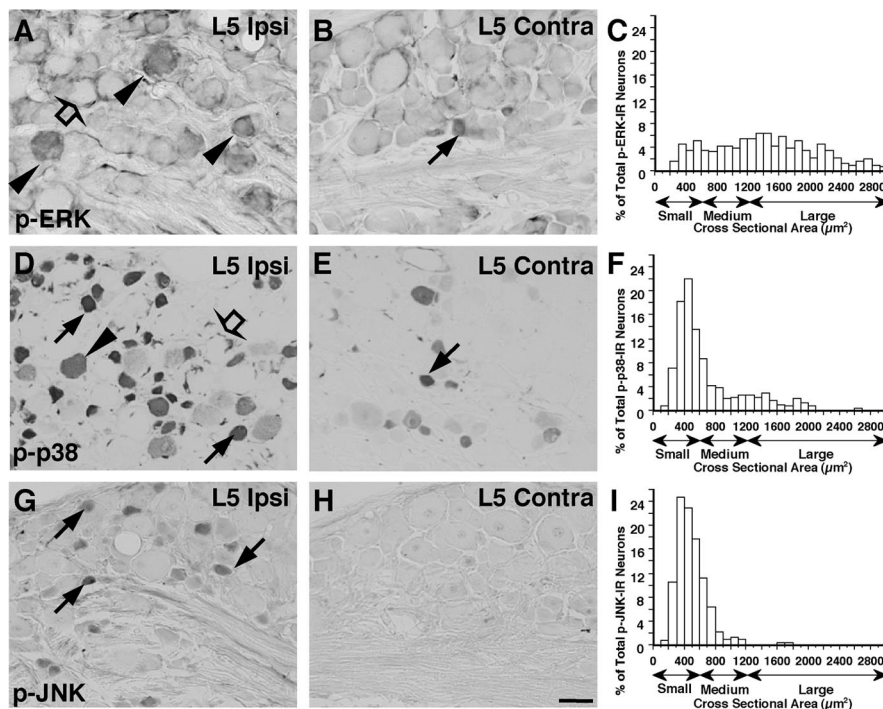 A L5 Ipsi
p-ERK
B L5 Contra
C
% of Total p-ERK-IR Neurons
24
20
16
12
8
4
0
0 400 800 1200 1600 2000 2400 2800
Small Medium Large
Cross Sectional Area (µm²)
D L5 Ipsi
p-p38
E L5 Contra
F
% of Total p-p38-IR Neurons
24
20
16
12
8
4
0
0 400 800 1200 1600 2000 2400 2800
Small Medium Large
Cross Sectional Area (µm²)
G L5 Ipsi
p-JNK
H L5 Contra
I
% of Total p-JNK-IR Neurons
24
20
16
12
8
4
0
0 400 800 1200 1600 2000 2400 2800
Small Medium Large
Cross Sectional Area (µm²)